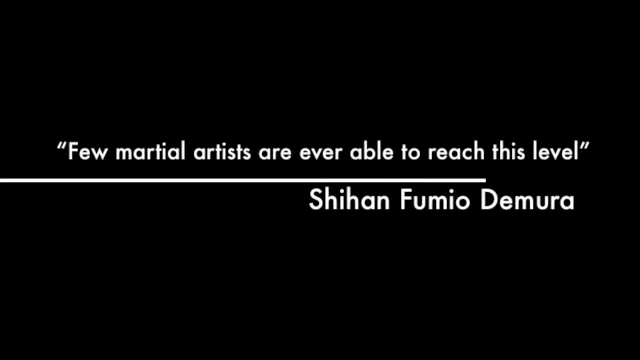 “Few martial artists are ever able to reach this level”
Shihan Fumio Demura